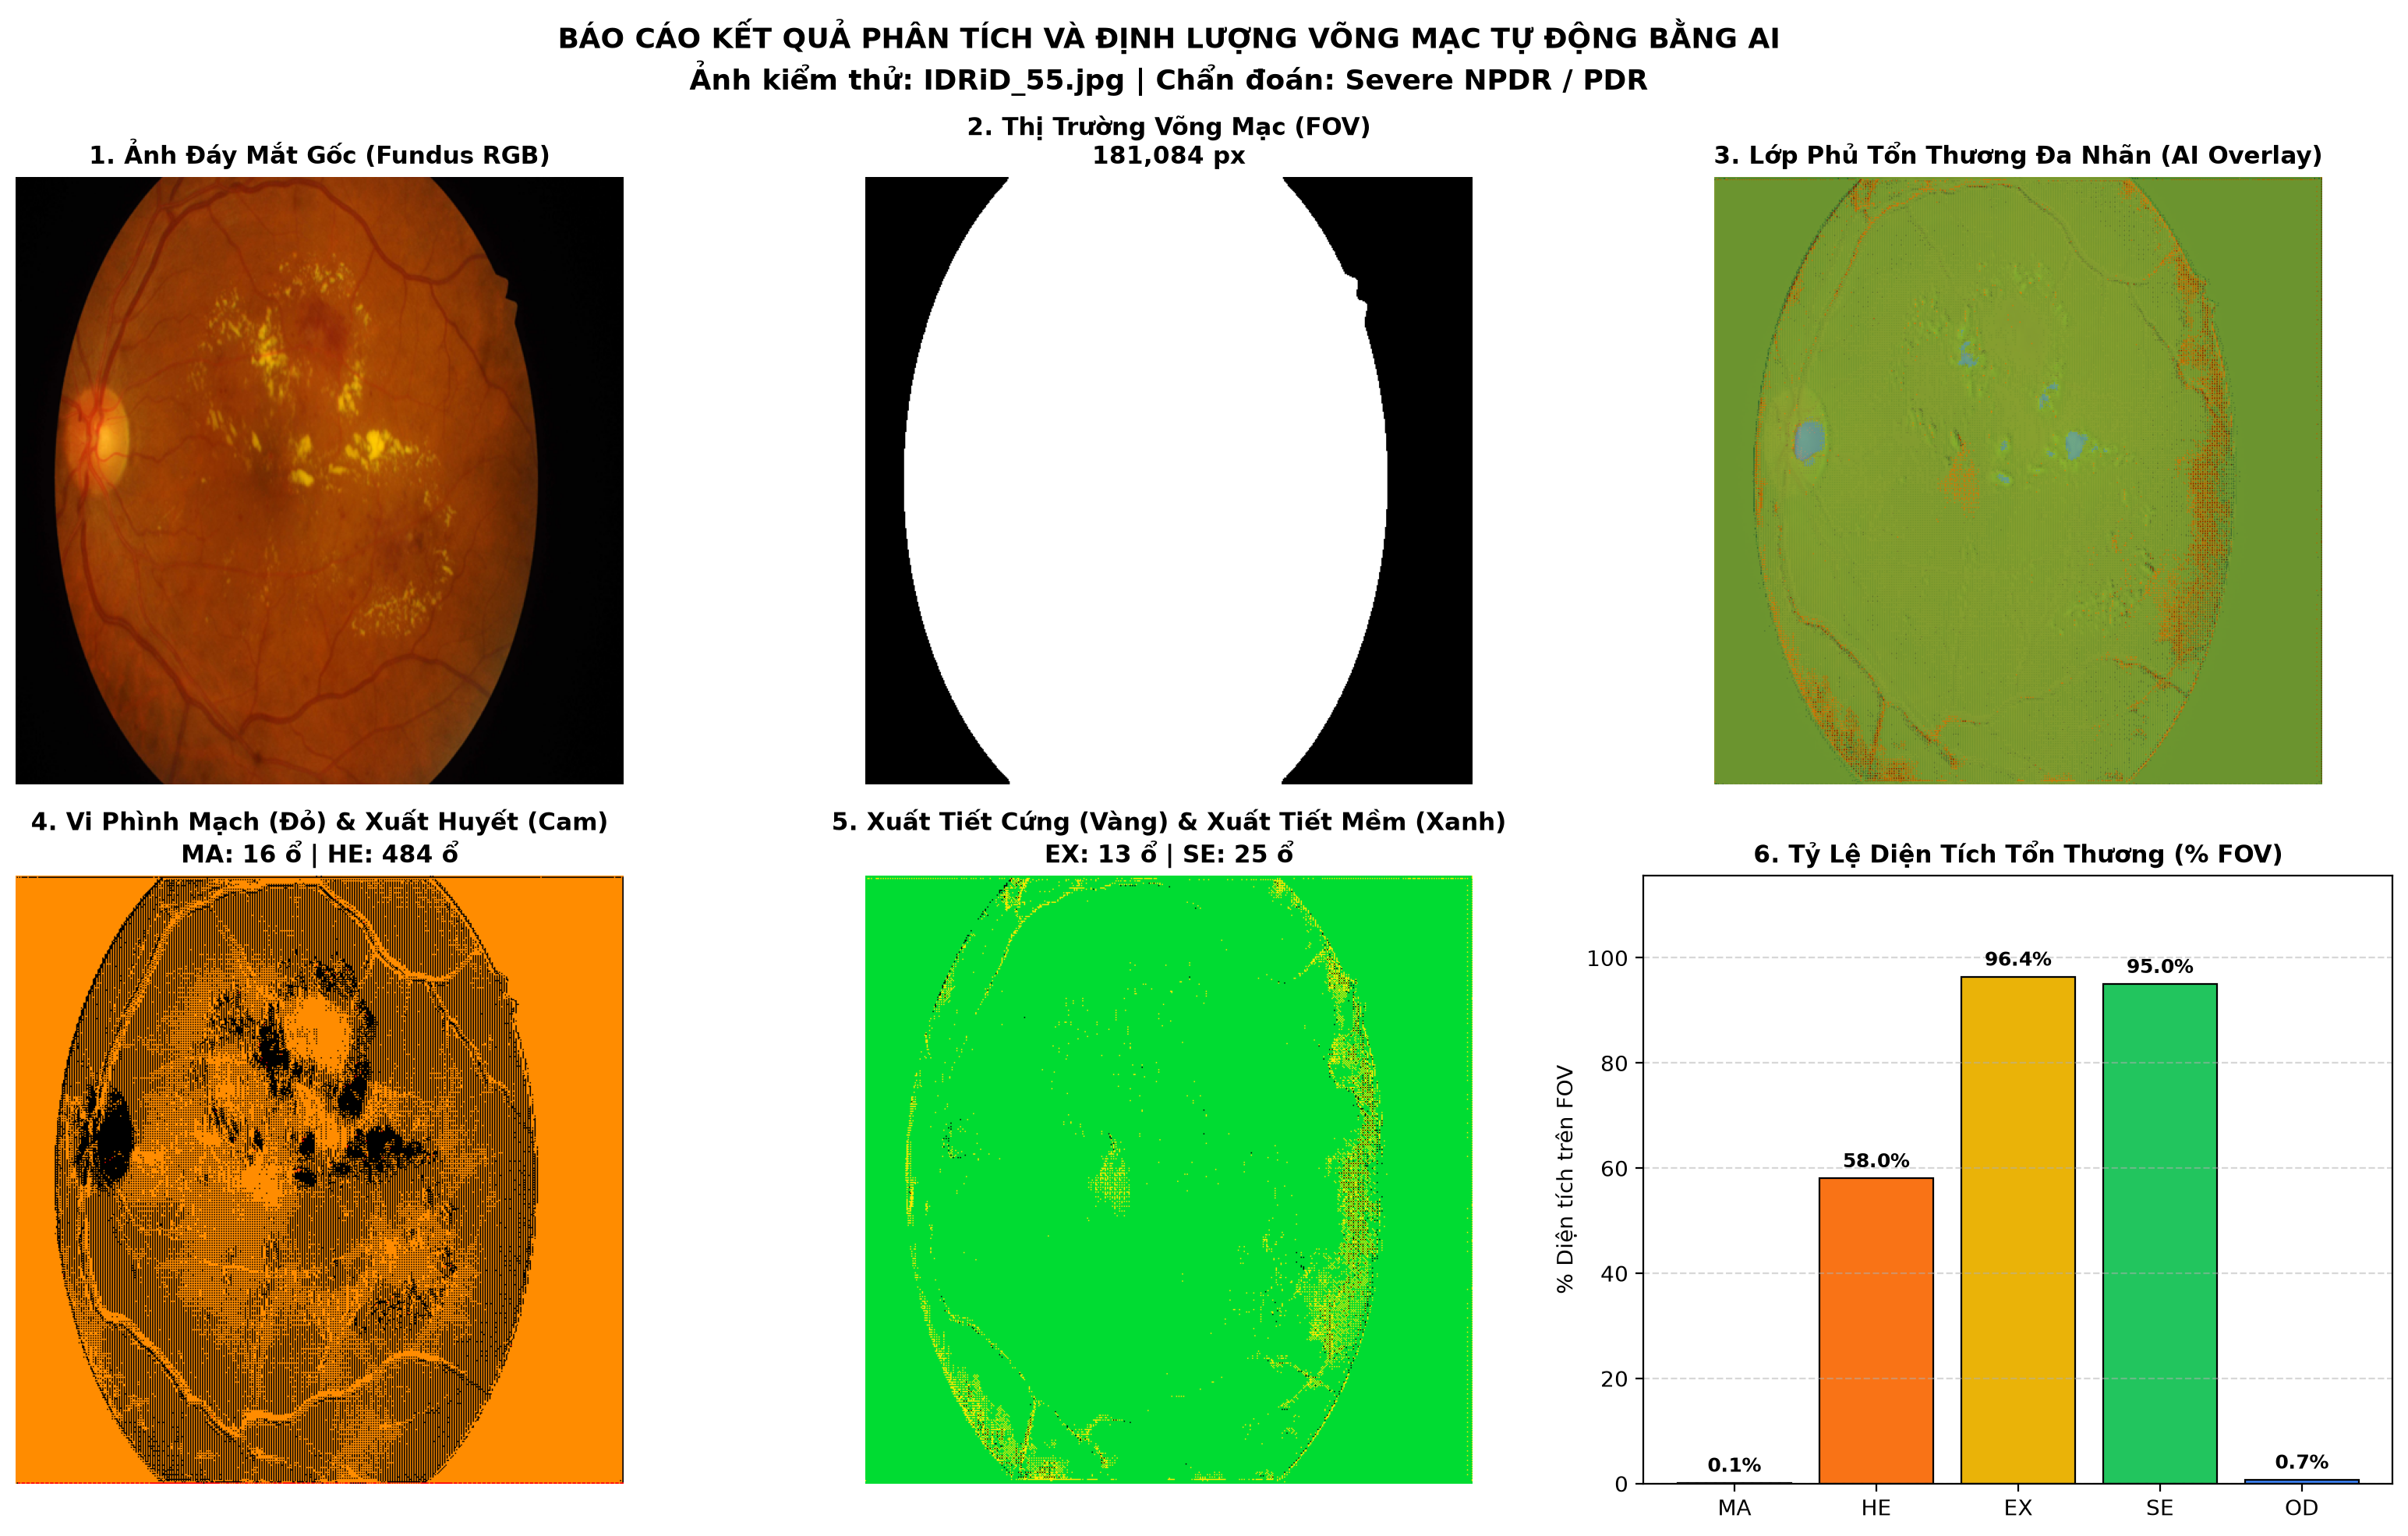 BÁO CÁO KẾT QUẢ PHÂN TÍCH VÀ ĐỊNH LƯỢNG VÕNG MẠC TỰ ĐỘNG BẰNG AI
Ảnh kiểm thử: IDRiD_55.jpg | Chẩn đoán: Severe NPDR / PDR
1. Ảnh Đáy Mắt Gốc (Fundus RGB)
2. Thị Trường Võng Mạc (FOV)
181,084 px
3. Lớp Phủ Tổn Thương Đa Nhãn (AI Overlay)
4. Vi Phình Mạch (Đỏ) & Xuất Huyết (Cam)
MA: 16 ổ | HE: 484 ổ
5. Xuất Tiết Cứng (Vàng) & Xuất Tiết Mềm (Xanh)
EX: 13 ổ | SE: 25 ổ
6. Tỷ Lệ Diện Tích Tổn Thương (% FOV)
% Diện tích trên FOV
100
80
60
40
20
0
0.1%
58.0%
96.4%
95.0%
0.7%
MA
HE
EX
SE
OD